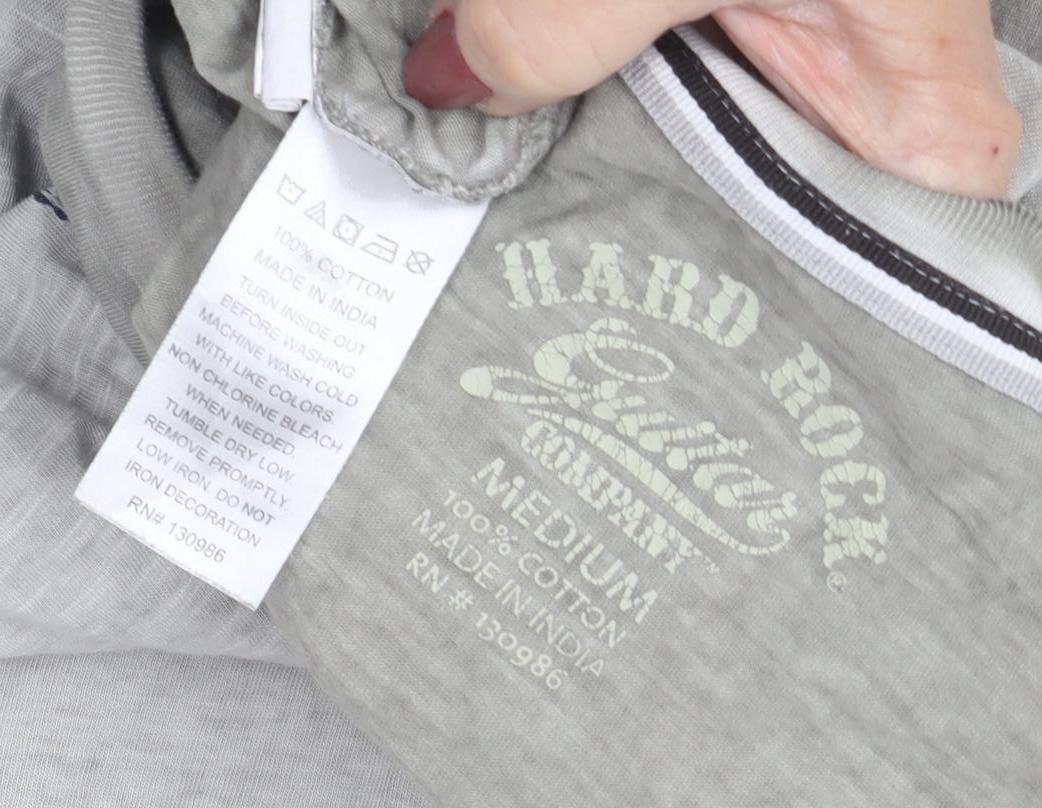 100% COTTON
MADE IN INDIA
TURN INSIDE OUT
BEFORE WASHING.
MACHINE WASH COLD
WITH LIKE COLORS.
NON CHLORINE BLEACH
WHEN NEEDED.
TUMBLE DRY LOW.
REMOVE PROMPTLY.
LOW IRON. DO NOT
IRON DECORATION
RN# 130986
HARD ROCK
Guitar
COMPANY™
®
MEDIUM
100% COTTON
MADE IN INDIA
RN # 130986